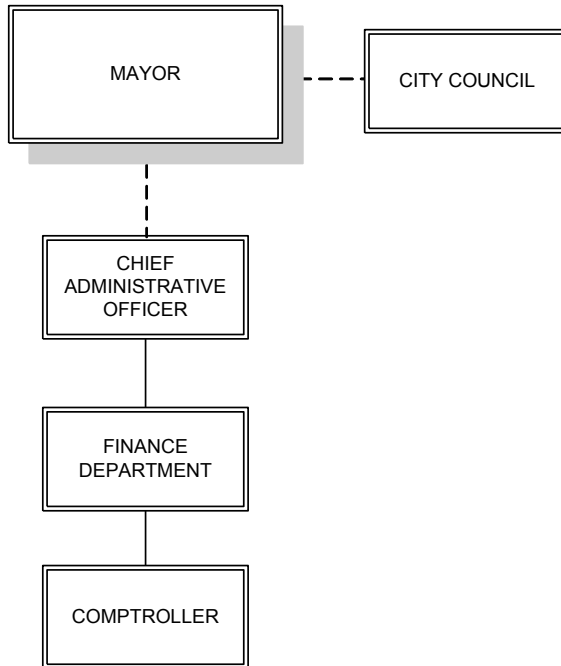 MAYOR
CITY COUNCIL
CHIEF
ADMINISTRATIVE
OFFICER
FINANCE
DEPARTMENT
COMPTROLLER